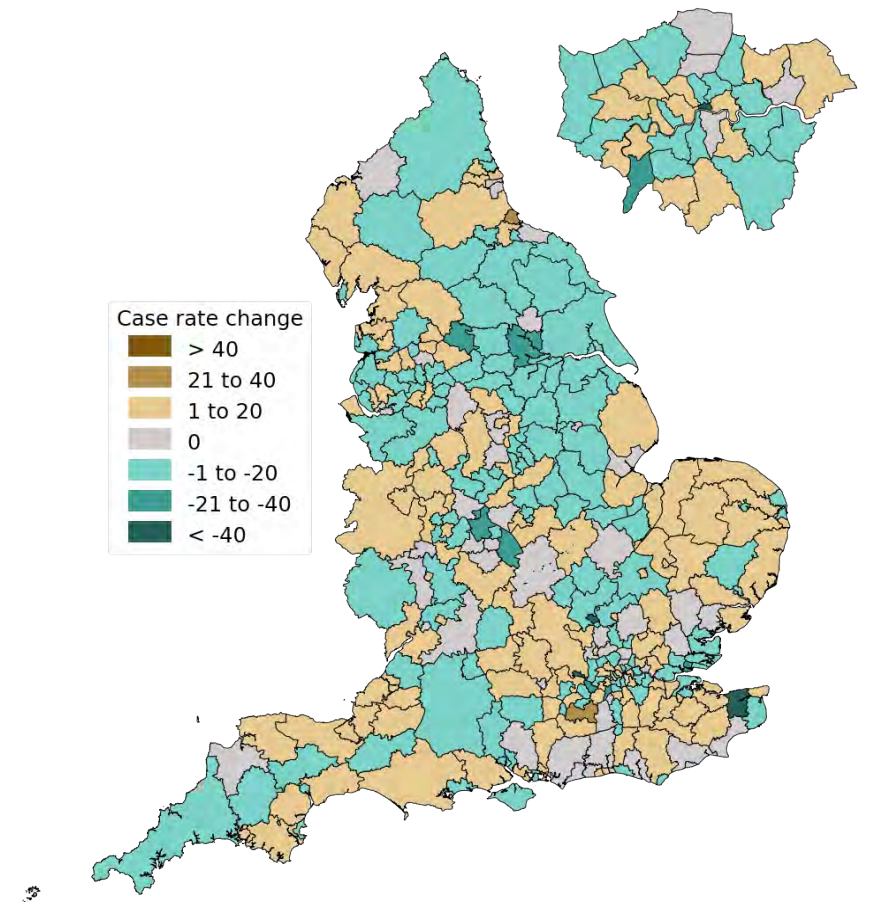 Case rate change
> 40
21 to 40
1 to 20
0
-1 to -20
-21 to -40
< -40